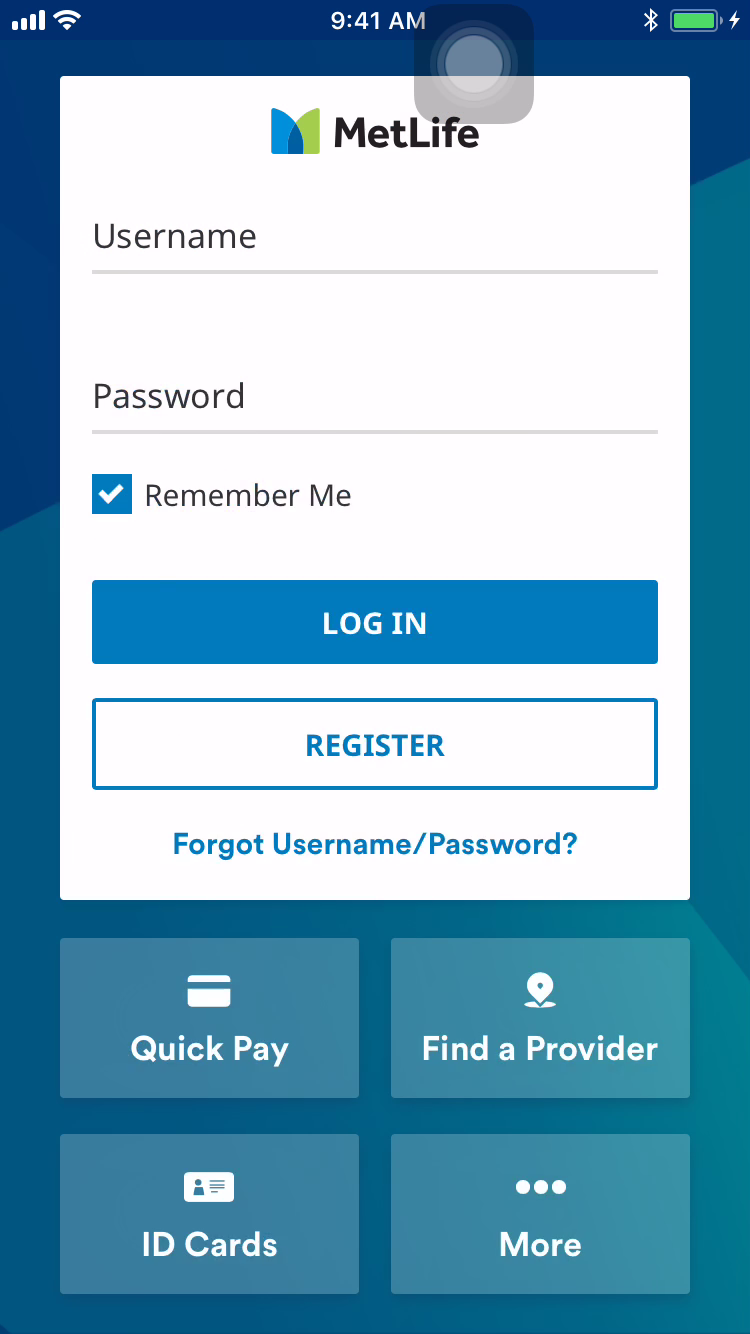 9:41 AM
MetLife
Username
Password
Remember Me
LOG IN
REGISTER
Forgot Username/Password?
Quick Pay
Find a Provider
ID Cards
More